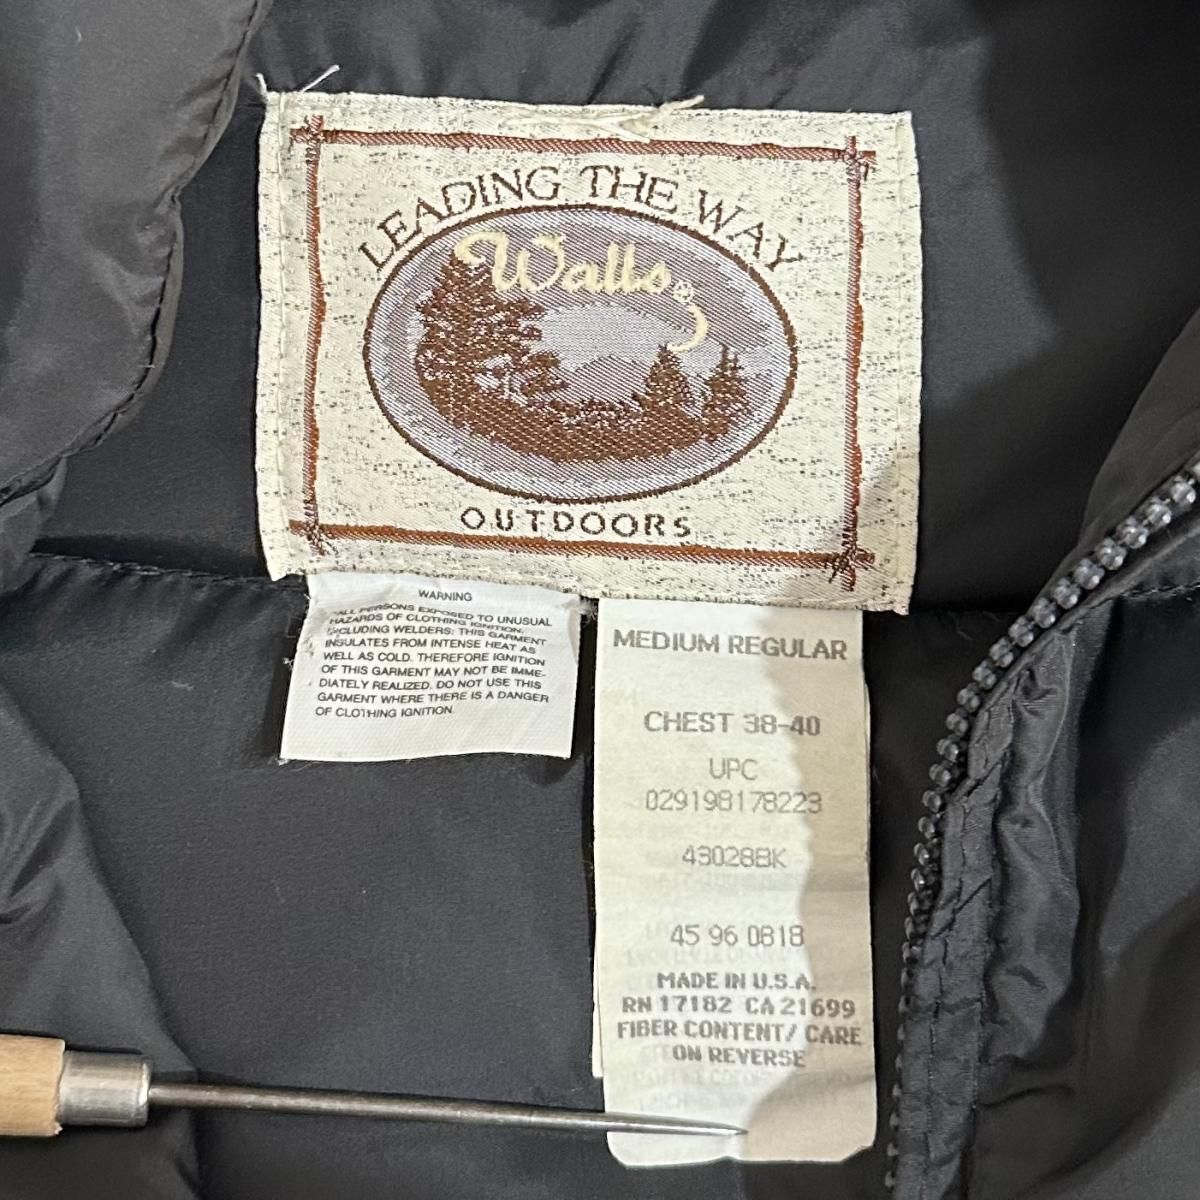 LEADING THE WAY
Walls®
OUTDOORS
WARNING
ALL PERSONS EXPOSED TO UNUSUAL
HAZARDS OF CLOTHING IGNITION,
INCLUDING WELDERS: THIS GARMENT
INSULATES FROM INTENSE HEAT AS
WELL AS COLD. THEREFORE IGNITION
OF THIS GARMENT MAY NOT BE IMME-
DIATELY REALIZED. DO NOT USE THIS
GARMENT WHERE THERE IS A DANGER
OF CLOTHING IGNITION.
MEDIUM REGULAR
CHEST 38-40
UPC
029198178223
43028BK
45 96 0818
MADE IN U.S.A.
RN 17182 CA 21699
FIBER CONTENT/ CARE
ON REVERSE